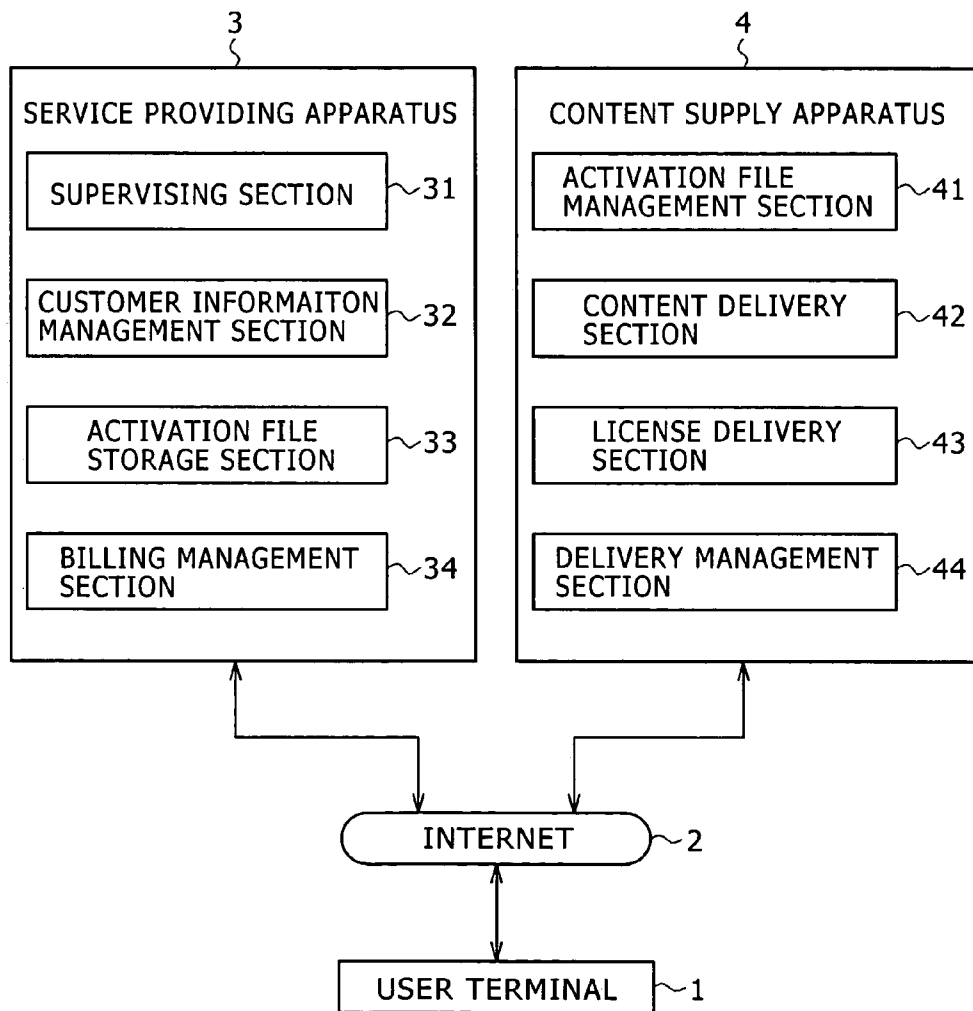 3
SERVICE PROVIDING APPARATUS
SUPERVISING SECTION
31
CUSTOMER INFORMAITON
MANAGEMENT SECTION
32
ACTIVATION FILE
STORAGE SECTION
33
BILLING MANAGEMENT
SECTION
34
4
CONTENT SUPPLY APPARATUS
ACTIVATION FILE
MANAGEMENT SECTION
41
CONTENT DELIVERY
SECTION
42
LICENSE DELIVERY
SECTION
43
DELIVERY MANAGEMENT
SECTION
44
INTERNET
2
USER TERMINAL
1